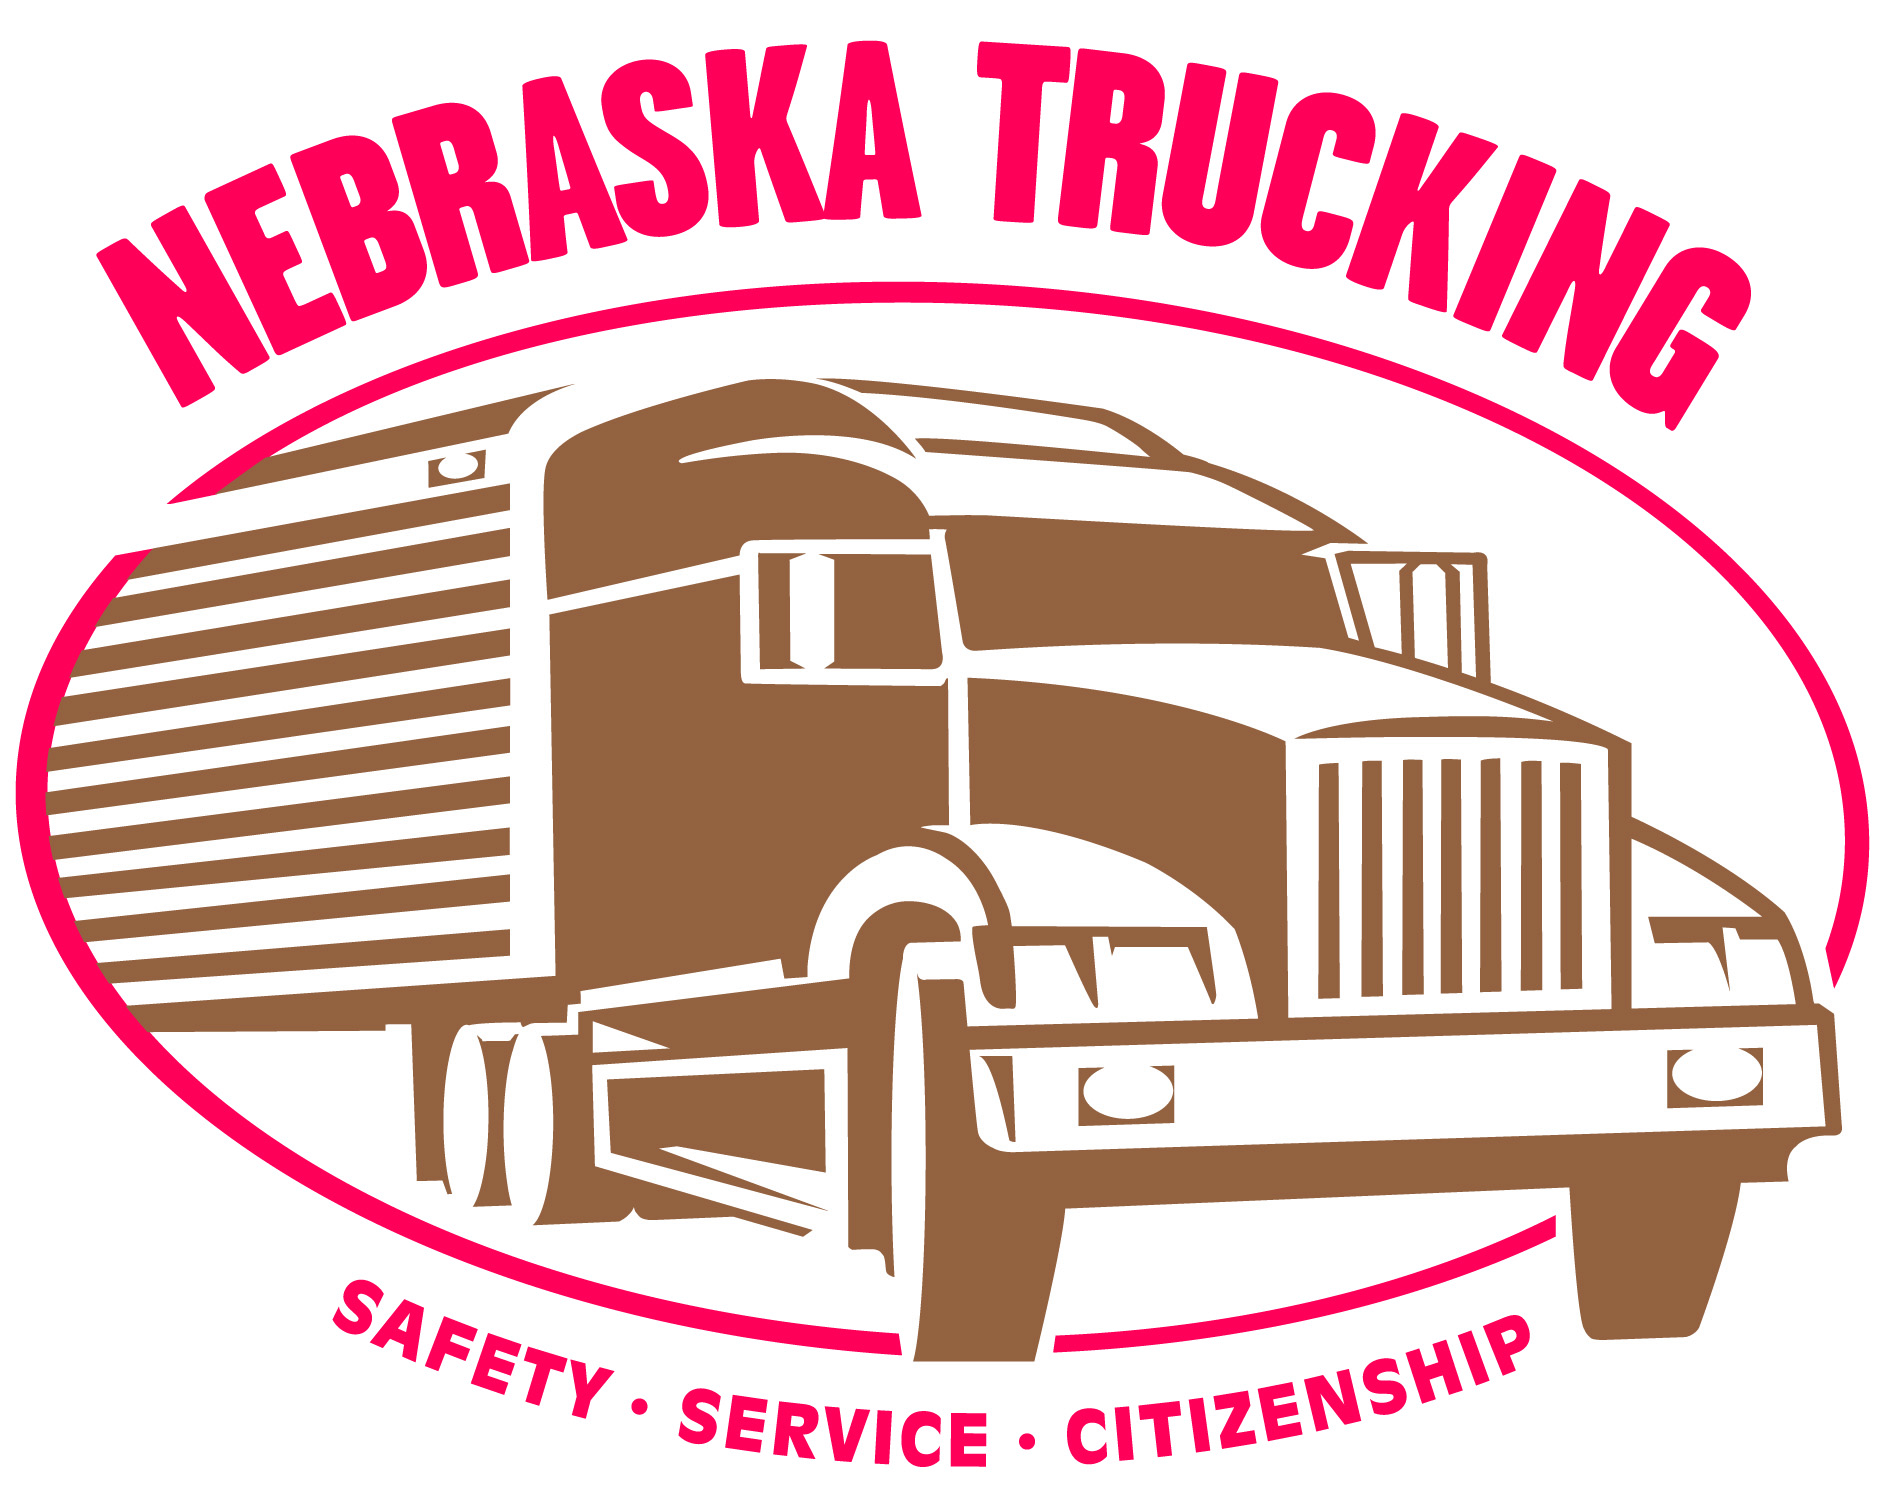 NEBRASKA TRUCKING
SAFETY • SERVICE • CITIZENSHIP